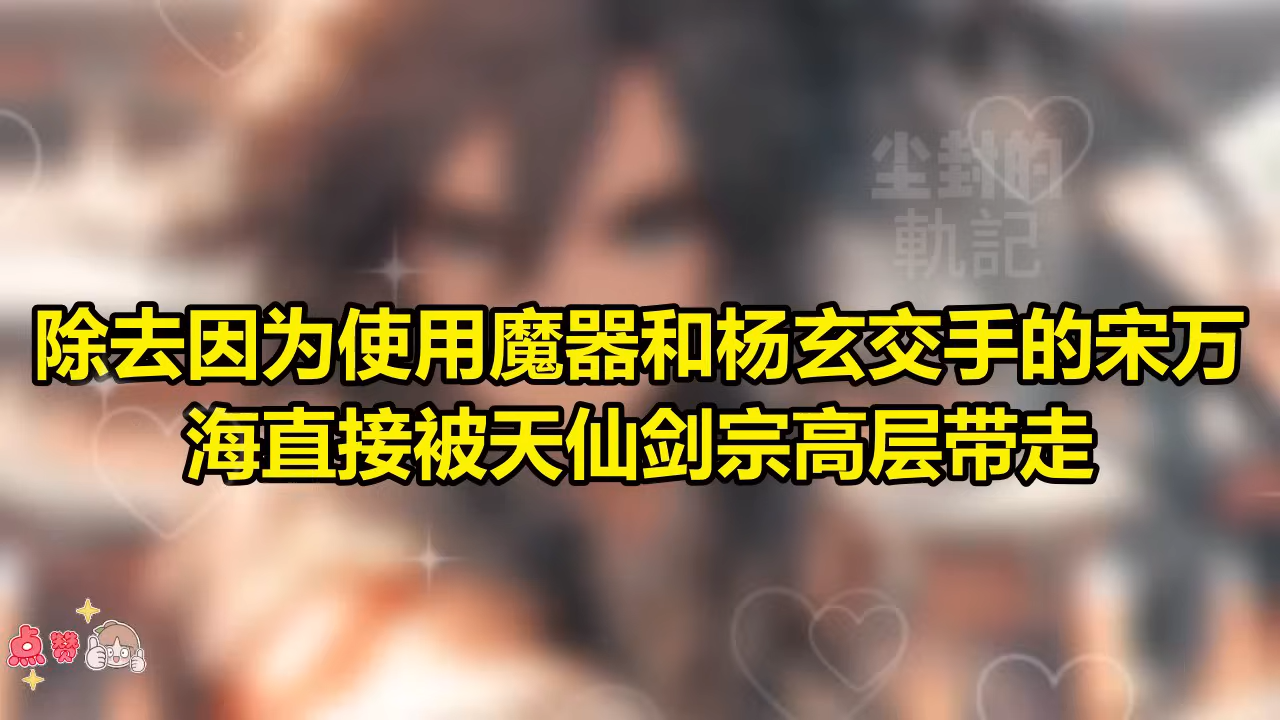 尘封的
軌記
除去因为使用魔器和杨玄交手的宋万
海直接被天仙剑宗高层带走
点赞